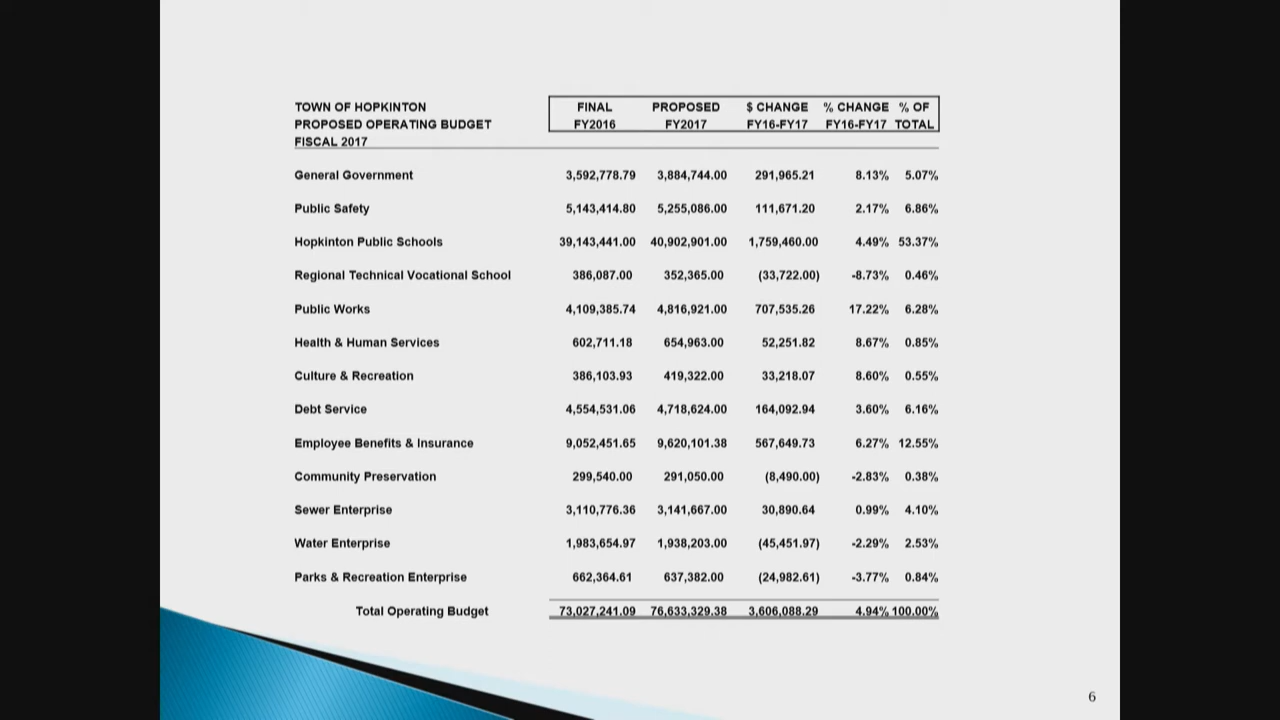 TOWN OF HOPKINTON FINAL PROPOSED $ CHANGE % CHANGE % OF
PROPOSED OPERATING BUDGET FY2016 FY2017 FY16-FY17 FY16-FY17 TOTAL
FISCAL 2017
General Government 3,592,778.79 3,884,744.00 291,965.21 8.13% 5.07%
Public Safety 5,143,414.80 5,255,086.00 111,671.20 2.17% 6.86%
Hopkinton Public Schools 39,143,441.00 40,902,901.00 1,759,460.00 4.49% 53.37%
Regional Technical Vocational School 386,087.00 352,365.00 (33,722.00) -8.73% 0.46%
Public Works 4,109,385.74 4,816,921.00 707,535.26 17.22% 6.28%
Health & Human Services 602,711.18 654,963.00 52,251.82 8.67% 0.85%
Culture & Recreation 386,103.93 419,322.00 33,218.07 8.60% 0.55%
Debt Service 4,554,531.06 4,718,624.00 164,092.94 3.60% 6.16%
Employee Benefits & Insurance 9,052,451.65 9,620,101.38 567,649.73 6.27% 12.55%
Community Preservation 299,540.00 291,050.00 (8,490.00) -2.83% 0.38%
Sewer Enterprise 3,110,776.36 3,141,667.00 30,890.64 0.99% 4.10%
Water Enterprise 1,983,654.97 1,938,203.00 (45,451.97) -2.29% 2.53%
Parks & Recreation Enterprise 662,364.61 637,382.00 (24,982.61) -3.77% 0.84%
Total Operating Budget 73,027,241.09 76,633,329.38 3,606,088.29 4.94% 100.00%
6